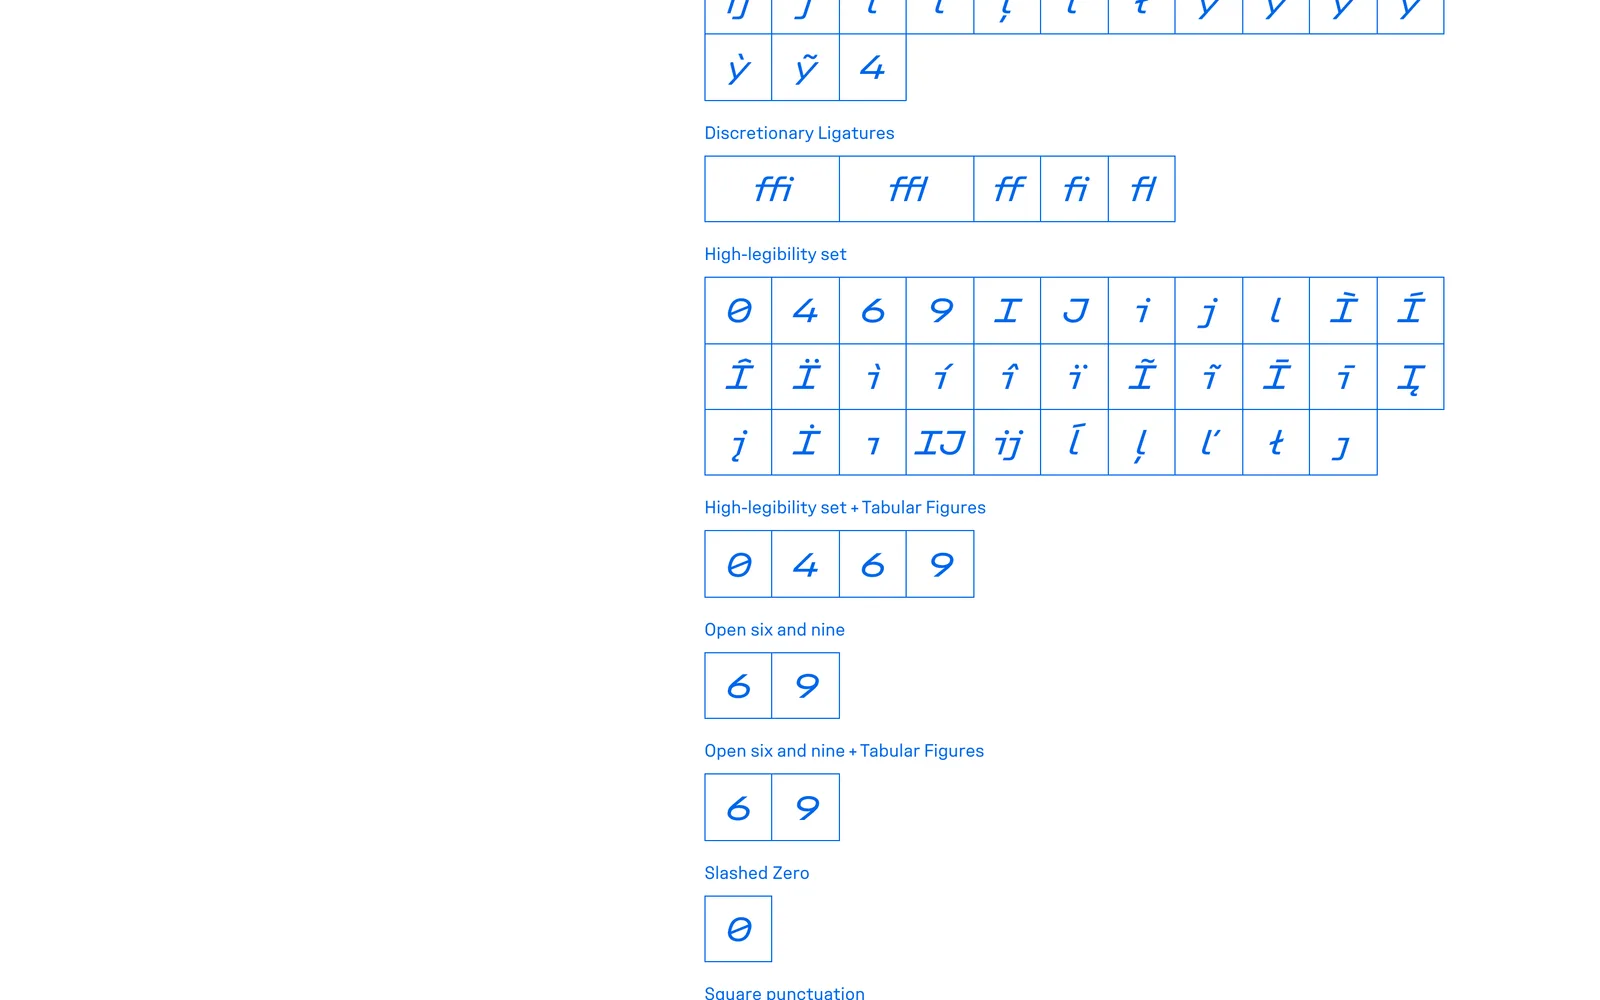 ỳ ỹ 4
Discretionary Ligatures
ffi ffl ff fi fl
High-legibility set
0 4 6 9 I J i j l Ì Í
Î Ï ì í î ï Ĩ ĩ Ī ī Į
į İ ı IJ ij ĺ ļ ľ ł ȷ
High-legibility set + Tabular Figures
0 4 6 9
Open six and nine
6 9
Open six and nine + Tabular Figures
6 9
Slashed Zero
0
Square punctuation